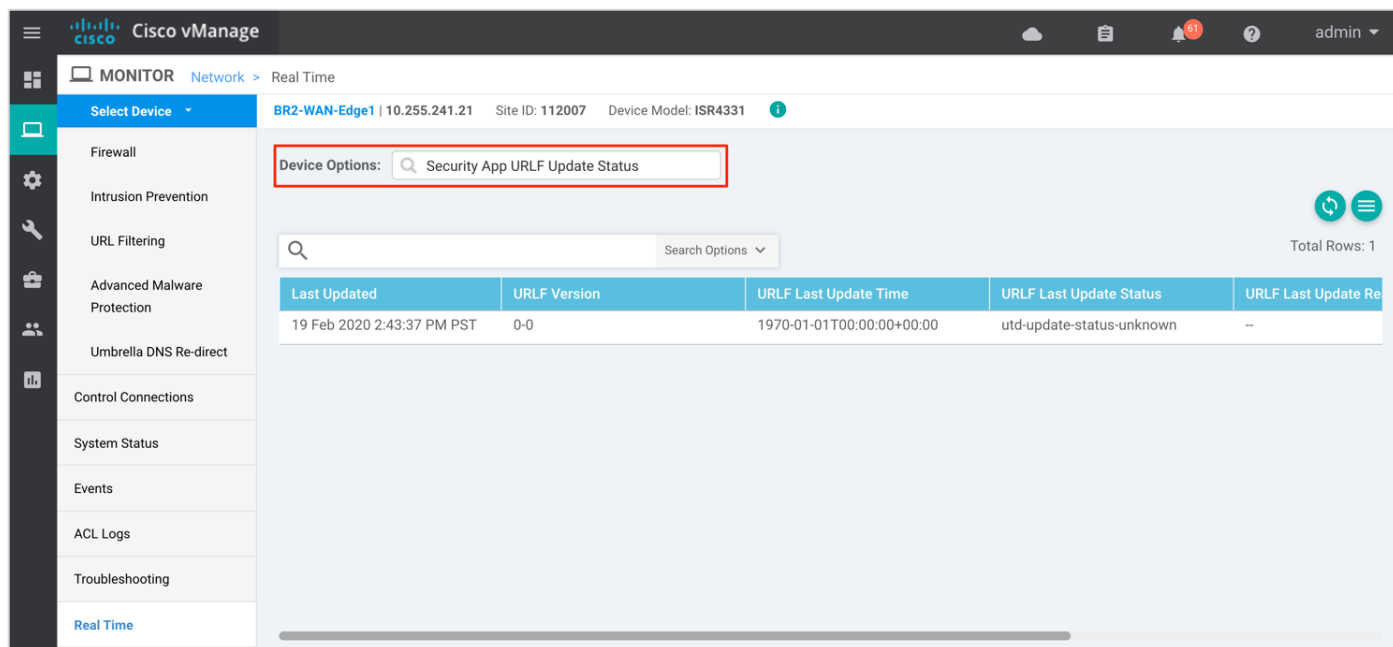 cisco Cisco vManage 61 admin
MONITOR Network > Real Time
Select Device BR2-WAN-Edge1 | 10.255.241.21 Site ID: 112007 Device Model: ISR4331
Firewall
Intrusion Prevention
URL Filtering
Advanced Malware
Protection
Umbrella DNS Re-direct
Control Connections
System Status
Events
ACL Logs
Troubleshooting
Real Time
Device Options: Security App URLF Update Status
Search Options
Total Rows: 1
Last Updated URLF Version URLF Last Update Time URLF Last Update Status URLF Last Update Re
19 Feb 2020 2:43:37 PM PST 0-0 1970-01-01T00:00:00+00:00 utd-update-status-unknown --